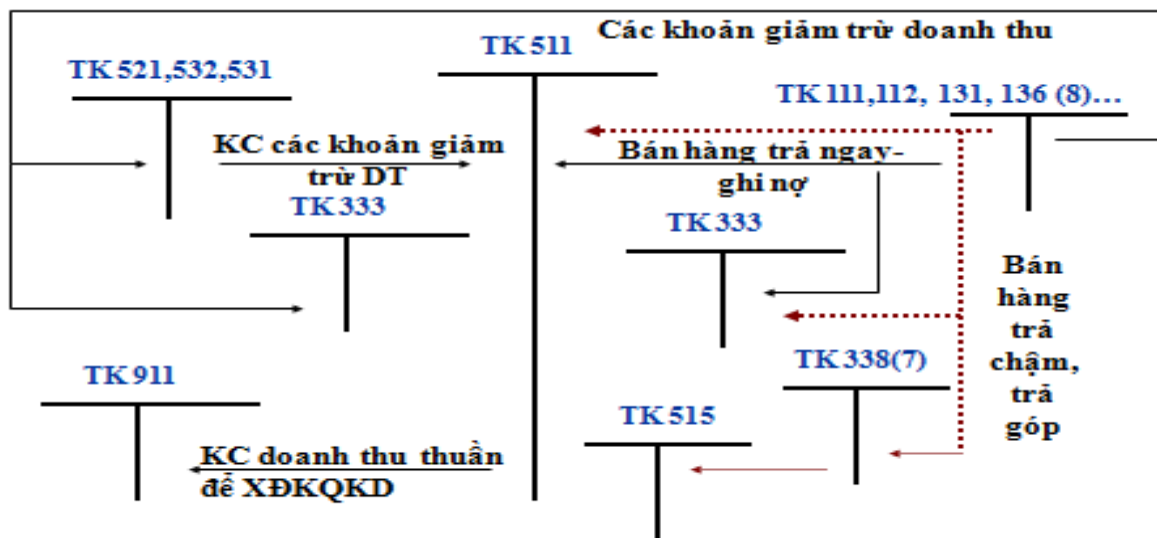 Các khoản giảm trừ doanh thu
TK 511
TK 521,532,531
TK 111,112, 131, 136 (8)...
KC các khoản giảm
trừ DT
Bán hàng trả ngay-
ghi nợ
TK 333
TK 333
Bán
hàng
trả
chậm,
trả
góp
TK 338(7)
TK 911
TK 515
KC doanh thu thuần
để XĐKQKD